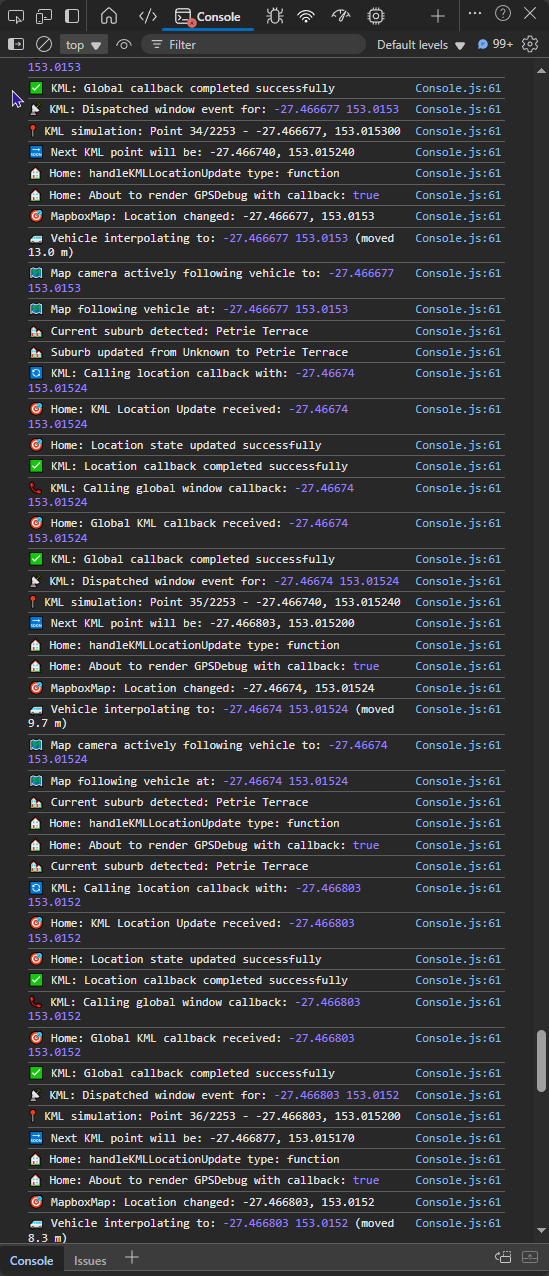 Console
top ▼
Filter
Default levels ▼
99+
153.0153
✅ KML: Global callback completed successfully Console.js:61
📡 KML: Dispatched window event for: -27.466677 153.0153 Console.js:61
📍 KML simulation: Point 34/2253 - -27.466677, 153.015300 Console.js:61
🔜 Next KML point will be: -27.466740, 153.015240 Console.js:61
🏠 Home: handleKMLLocationUpdate type: function Console.js:61
🏠 Home: About to render GPSDebug with callback: true Console.js:61
🎯 MapboxMap: Location changed: -27.466677, 153.0153 Console.js:61
🚐 Vehicle interpolating to: -27.466677 153.0153 (moved Console.js:61
13.0 m)
🗺️ Map camera actively following vehicle to: -27.466677 Console.js:61
153.0153
🗺️ Map following vehicle at: -27.466677 153.0153 Console.js:61
🏘️ Current suburb detected: Petrie Terrace Console.js:61
🏘️ Suburb updated from Unknown to Petrie Terrace Console.js:61
🔄 KML: Calling location callback with: -27.46674 Console.js:61
153.01524
🎯 Home: KML Location Update received: -27.46674 Console.js:61
153.01524
🎯 Home: Location state updated successfully Console.js:61
✅ KML: Location callback completed successfully Console.js:61
📞 KML: Calling global window callback: -27.46674 Console.js:61
153.01524
🎯 Home: Global KML callback received: -27.46674 Console.js:61
153.01524
✅ KML: Global callback completed successfully Console.js:61
📡 KML: Dispatched window event for: -27.46674 153.01524 Console.js:61
📍 KML simulation: Point 35/2253 - -27.466740, 153.015240 Console.js:61
🔜 Next KML point will be: -27.466803, 153.015200 Console.js:61
🏠 Home: handleKMLLocationUpdate type: function Console.js:61
🏠 Home: About to render GPSDebug with callback: true Console.js:61
🎯 MapboxMap: Location changed: -27.46674, 153.01524 Console.js:61
🚐 Vehicle interpolating to: -27.46674 153.01524 (moved Console.js:61
9.7 m)
🗺️ Map camera actively following vehicle to: -27.46674 Console.js:61
153.01524
🗺️ Map following vehicle at: -27.46674 153.01524 Console.js:61
🏘️ Current suburb detected: Petrie Terrace Console.js:61
🏠 Home: handleKMLLocationUpdate type: function Console.js:61
🏠 Home: About to render GPSDebug with callback: true Console.js:61
🏘️ Current suburb detected: Petrie Terrace Console.js:61
🔄 KML: Calling location callback with: -27.466803 Console.js:61
153.0152
🎯 Home: KML Location Update received: -27.466803 Console.js:61
153.0152
🎯 Home: Location state updated successfully Console.js:61
✅ KML: Location callback completed successfully Console.js:61
📞 KML: Calling global window callback: -27.466803 Console.js:61
153.0152
🎯 Home: Global KML callback received: -27.466803 Console.js:61
153.0152
✅ KML: Global callback completed successfully Console.js:61
📡 KML: Dispatched window event for: -27.466803 153.0152 Console.js:61
📍 KML simulation: Point 36/2253 - -27.466803, 153.015200 Console.js:61
🔜 Next KML point will be: -27.466877, 153.015170 Console.js:61
🏠 Home: handleKMLLocationUpdate type: function Console.js:61
🏠 Home: About to render GPSDebug with callback: true Console.js:61
🎯 MapboxMap: Location changed: -27.466803, 153.0152 Console.js:61
🚐 Vehicle interpolating to: -27.466803 153.0152 (moved Console.js:61
8.3 m)
Console Issues